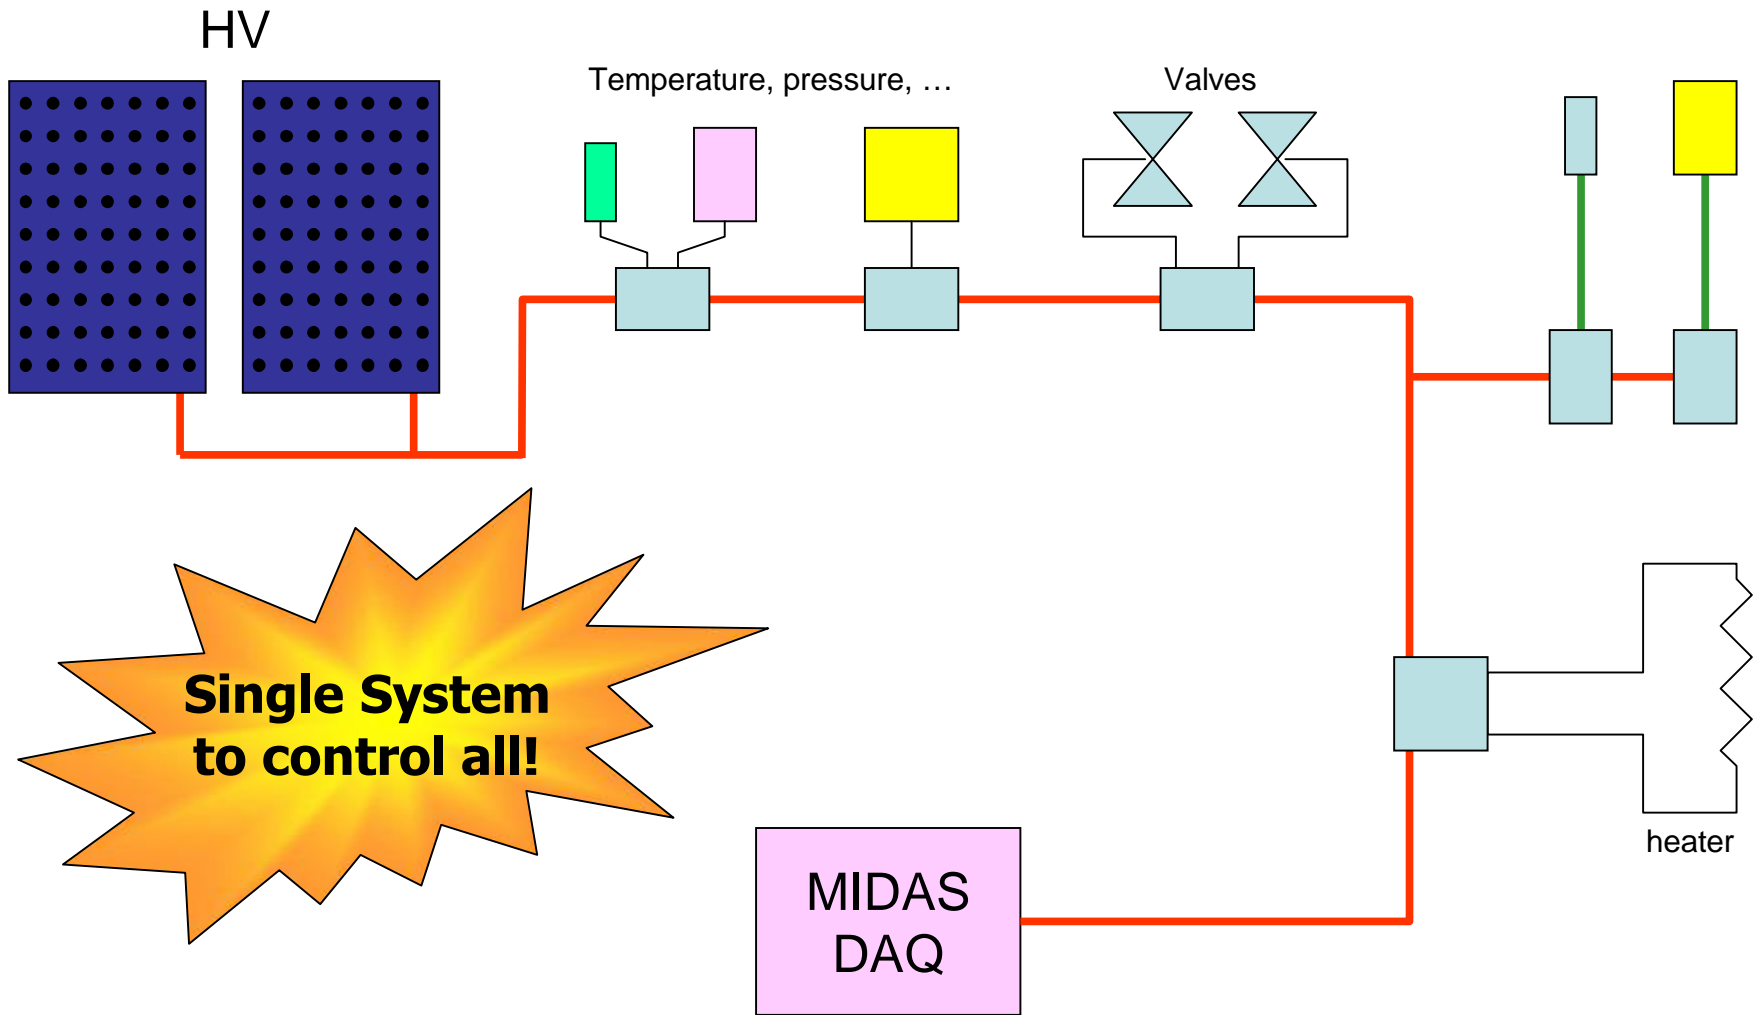 HV
Temperature, pressure, …
Valves
Single System
to control all!
heater
MIDAS
DAQ